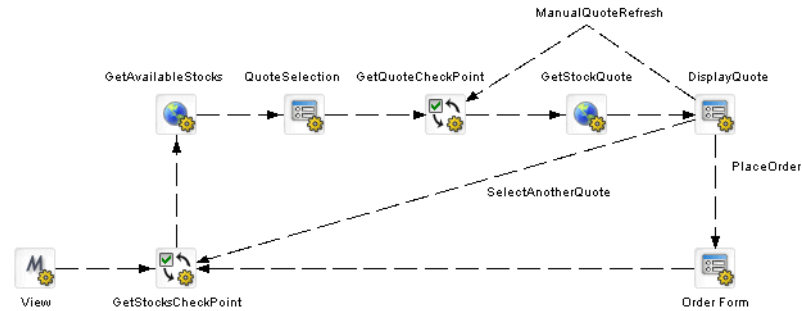 ManualQuoteRefresh
GetAvailableStocks QuoteSelection GetQuoteCheckPoint GetStockQuote DisplayQuote
PlaceOrder
SelectAnotherQuote
View GetStocksCheckPoint Order Form